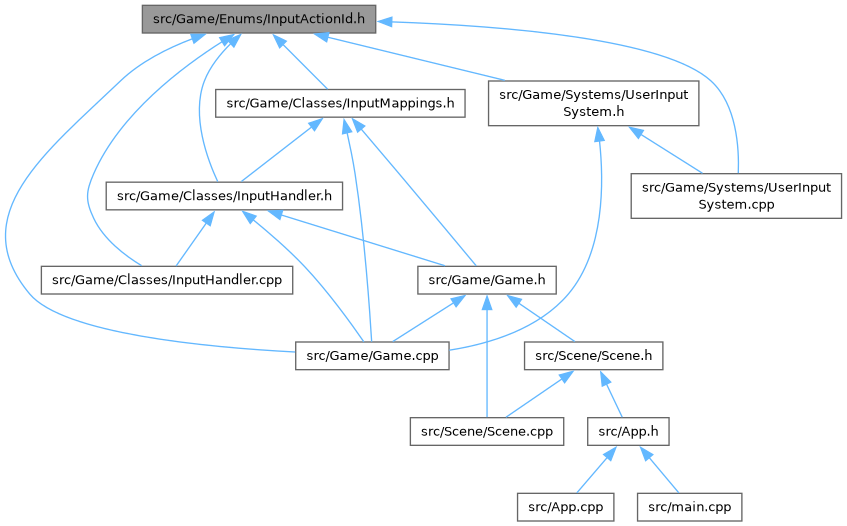 src/Game/Enums/InputActionId.h
src/Game/Classes/InputMappings.h
src/Game/Systems/UserInput
System.h
src/Game/Classes/InputHandler.h
src/Game/Systems/UserInput
System.cpp
src/Game/Classes/InputHandler.cpp
src/Game/Game.h
src/Game/Game.cpp
src/Scene/Scene.h
src/Scene/Scene.cpp
src/App.h
src/App.cpp
src/main.cpp